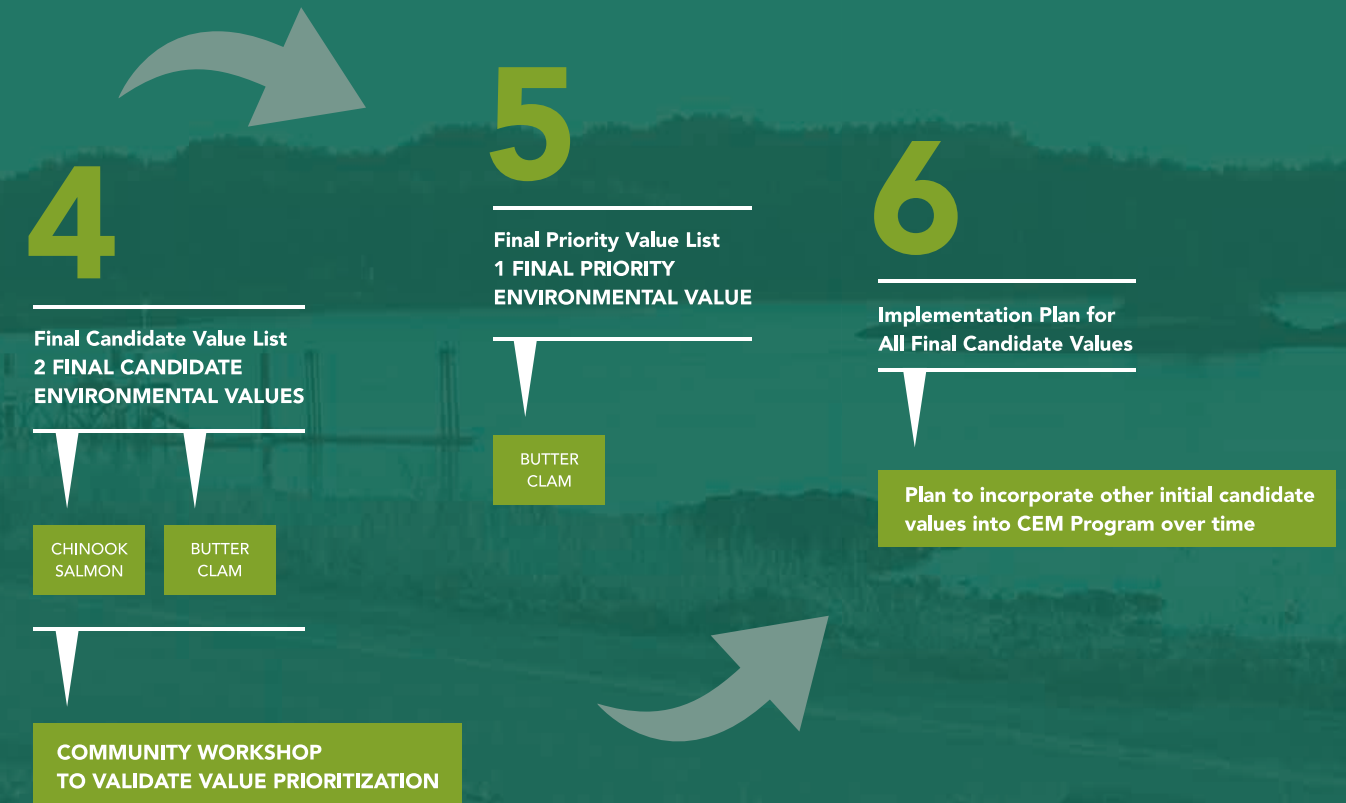 4
Final Candidate Value List
2 FINAL CANDIDATE
ENVIRONMENTAL VALUES
CHINOOK
SALMON
BUTTER
CLAM
COMMUNITY WORKSHOP
TO VALIDATE VALUE PRIORITIZATION
5
Final Priority Value List
1 FINAL PRIORITY
ENVIRONMENTAL VALUE
BUTTER
CLAM
6
Implementation Plan for
All Final Candidate Values
Plan to incorporate other initial candidate
values into CEM Program over time